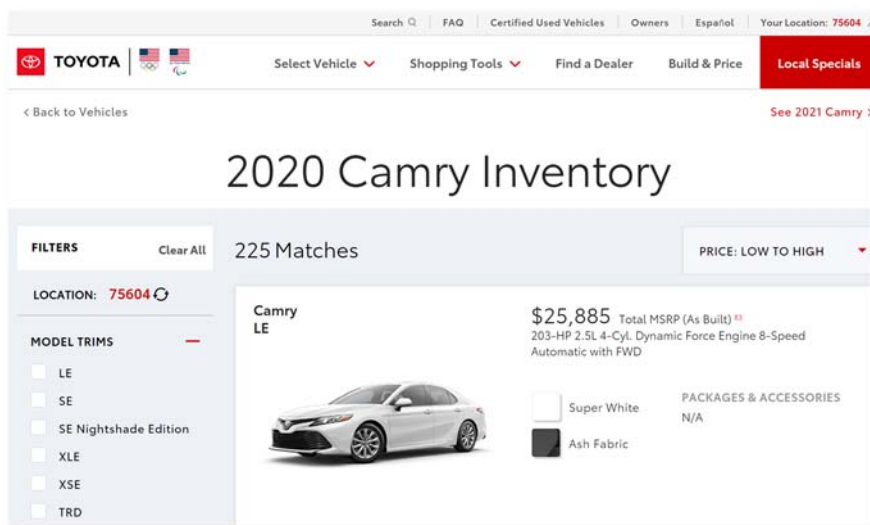 Search FAQ Certified Used Vehicles Owners Español Your Location: 75604
TOYOTA Select Vehicle Shopping Tools Find a Dealer Build & Price Local Specials
< Back to Vehicles See 2021 Camry >
2020 Camry Inventory
FILTERS Clear All
225 Matches
PRICE: LOW TO HIGH
LOCATION: 75604
MODEL TRIMS
LE
SE
SE Nightshade Edition
XLE
XSE
TRD
Camry
LE
$25,885 Total MSRP (As Built) 83
203-HP 2.5L 4-Cyl. Dynamic Force Engine 8-Speed
Automatic with FWD
Super White
Ash Fabric
PACKAGES & ACCESSORIES
N/A